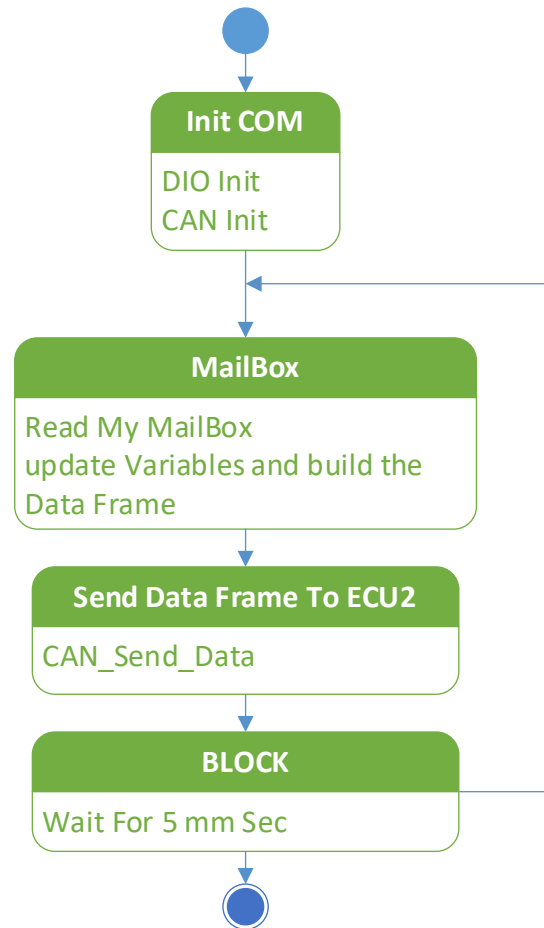 Init COM
DIO Init
CAN Init
MailBox
Read My MailBox
update Variables and build the
Data Frame
Send Data Frame To ECU2
CAN_Send_Data
BLOCK
Wait For 5 mm Sec